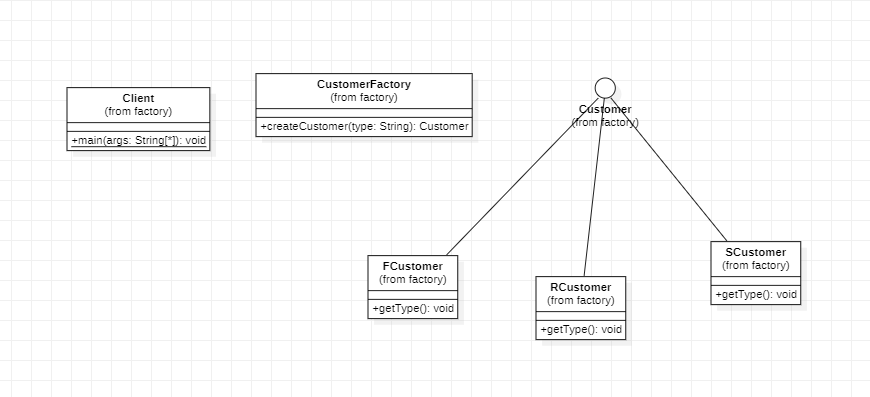 Client
(from factory)
+main(args: String[*]): void
CustomerFactory
(from factory)
+createCustomer(type: String): Customer
Customer
(from factory)
FCustomer
(from factory)
+getType(): void
RCustomer
(from factory)
+getType(): void
SCustomer
(from factory)
+getType(): void